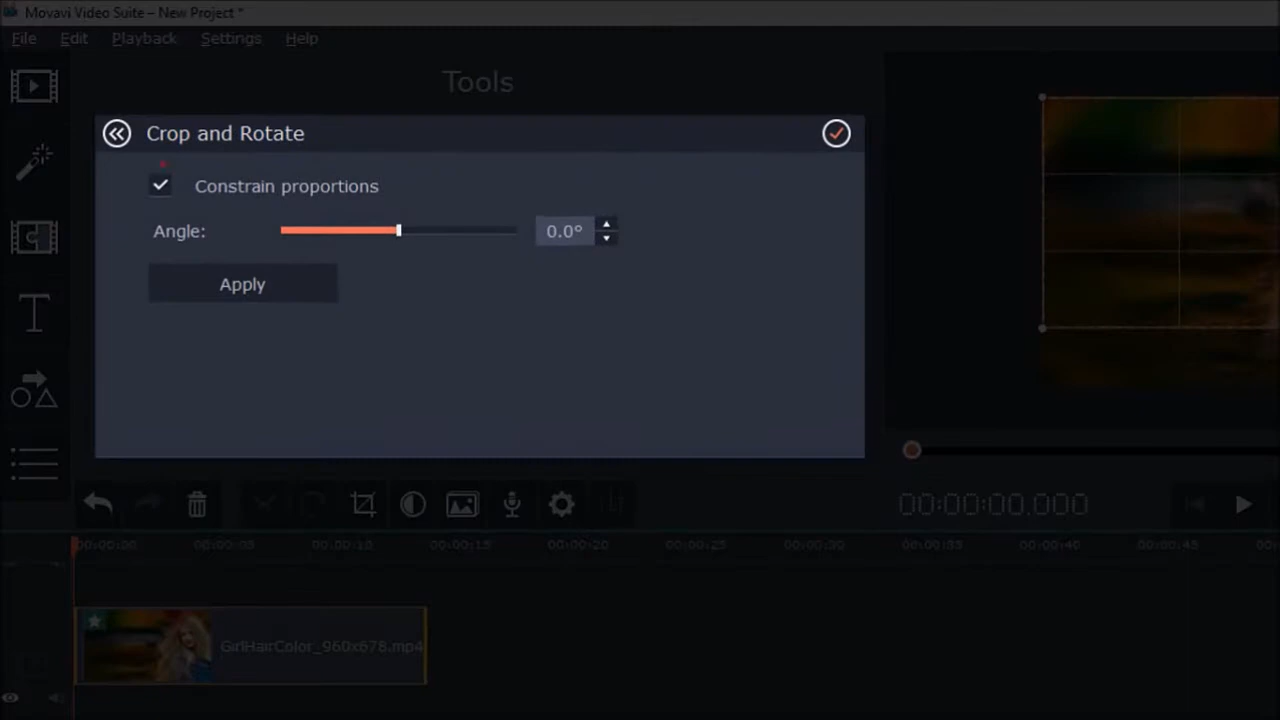 Movavi Video Suite – New Project *
File Edit Playback Settings Help
Tools
Crop and Rotate
Constrain proportions
Angle: 0.0°
Apply
00:00:00.000
00:00:00 00:00:05 00:00:10 00:00:15 00:00:20 00:00:25 00:00:30 00:00:35 00:00:40 00:00:45
GirlHairColor_960x678.mp4